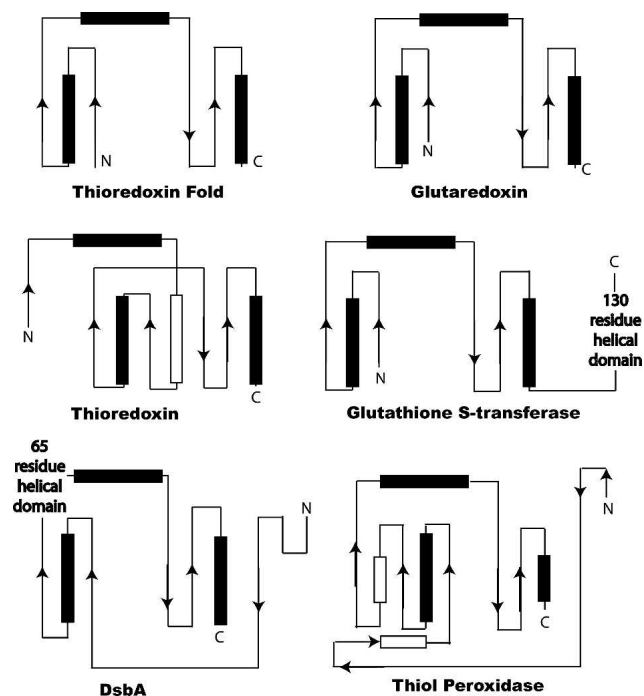 N
C
Thioredoxin Fold
N
C
Glutaredoxin
N
C
Thioredoxin
N
C
130
residue
helical
domain
Glutathione S-transferase
65
residue
helical
domain
N
C
DsbA
N
C
Thiol Peroxidase